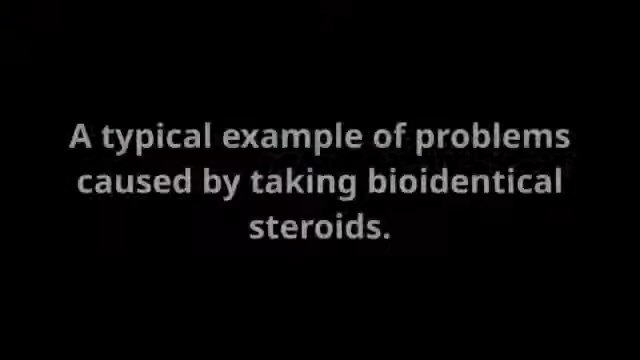 A typical example of problems
caused by taking bioidentical
steroids.